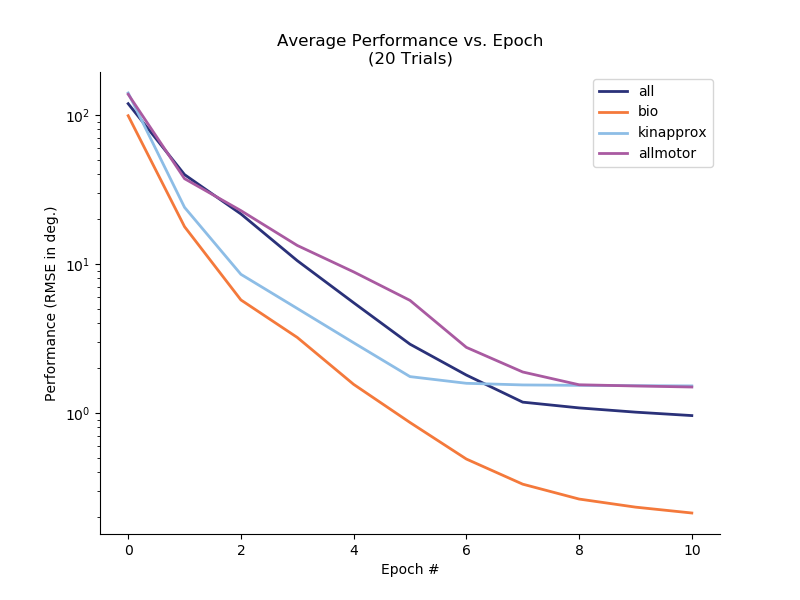 Average Performance vs. Epoch
(20 Trials)
all
bio
kinapprox
allmotor
Performance (RMSE in deg.)
10²
10¹
10⁰
0 2 4 6 8 10
Epoch #